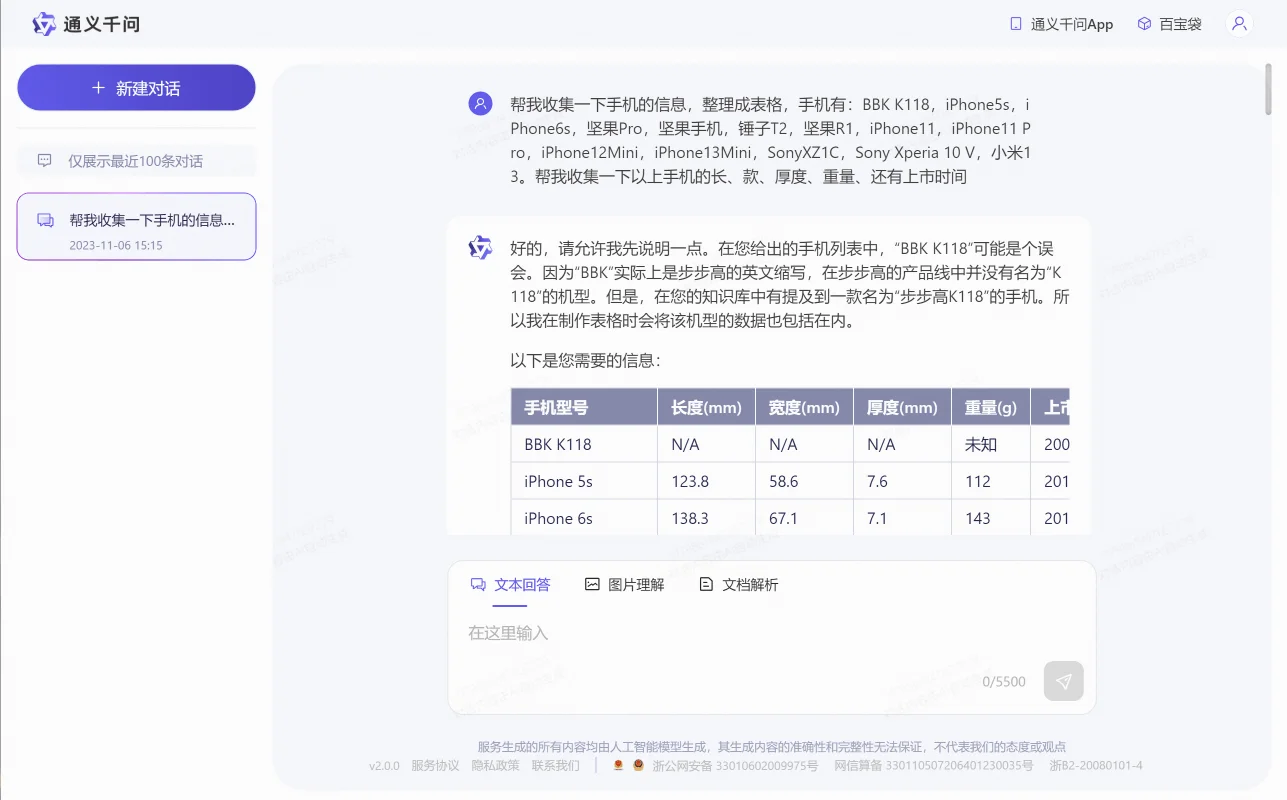 通义千问
通义千问App 百宝袋
新建对话
仅展示最近100条对话
帮我收集一下手机的信息...
2023-11-06 15:15
帮我收集一下手机的信息，整理成表格，手机有：BBK K118，iPhone5s，i
Phone6s，坚果Pro，坚果手机，锤子T2，坚果R1，iPhone11，iPhone11 P
ro，iPhone12Mini，iPhone13Mini，SonyXZ1C，Sony Xperia 10 V，小米1
3。帮我收集一下以上手机的长、款、厚度、重量、还有上市时间
好的，请允许我先说明一点。在您给出的手机列表中，“BBK K118”可能是个误
会。因为“BBK”实际上是步步高的英文缩写，在步步高的产品线中并没有名为“K
118”的机型。但是，在您的知识库中有提及到一款名为“步步高K118”的手机。所
以我在制作表格时会将该机型的数据也包括在内。
以下是您需要的信息：
手机型号 长度(mm) 宽度(mm) 厚度(mm) 重量(g) 上市
BBK K118 N/A N/A N/A 未知 200
iPhone 5s 123.8 58.6 7.6 112 201
iPhone 6s 138.3 67.1 7.1 143 201
文本回答 图片理解 文档解析
在这里输入
0/5500
服务生成的所有内容均由人工智能模型生成，其生成内容的准确性和完整性无法保证，不代表我们的态度或观点
v2.0.0 服务协议 隐私政策 联系我们 浙公网安备 33010602009975号 网信算备 330110507206401230035号 浙B2-20080101-4